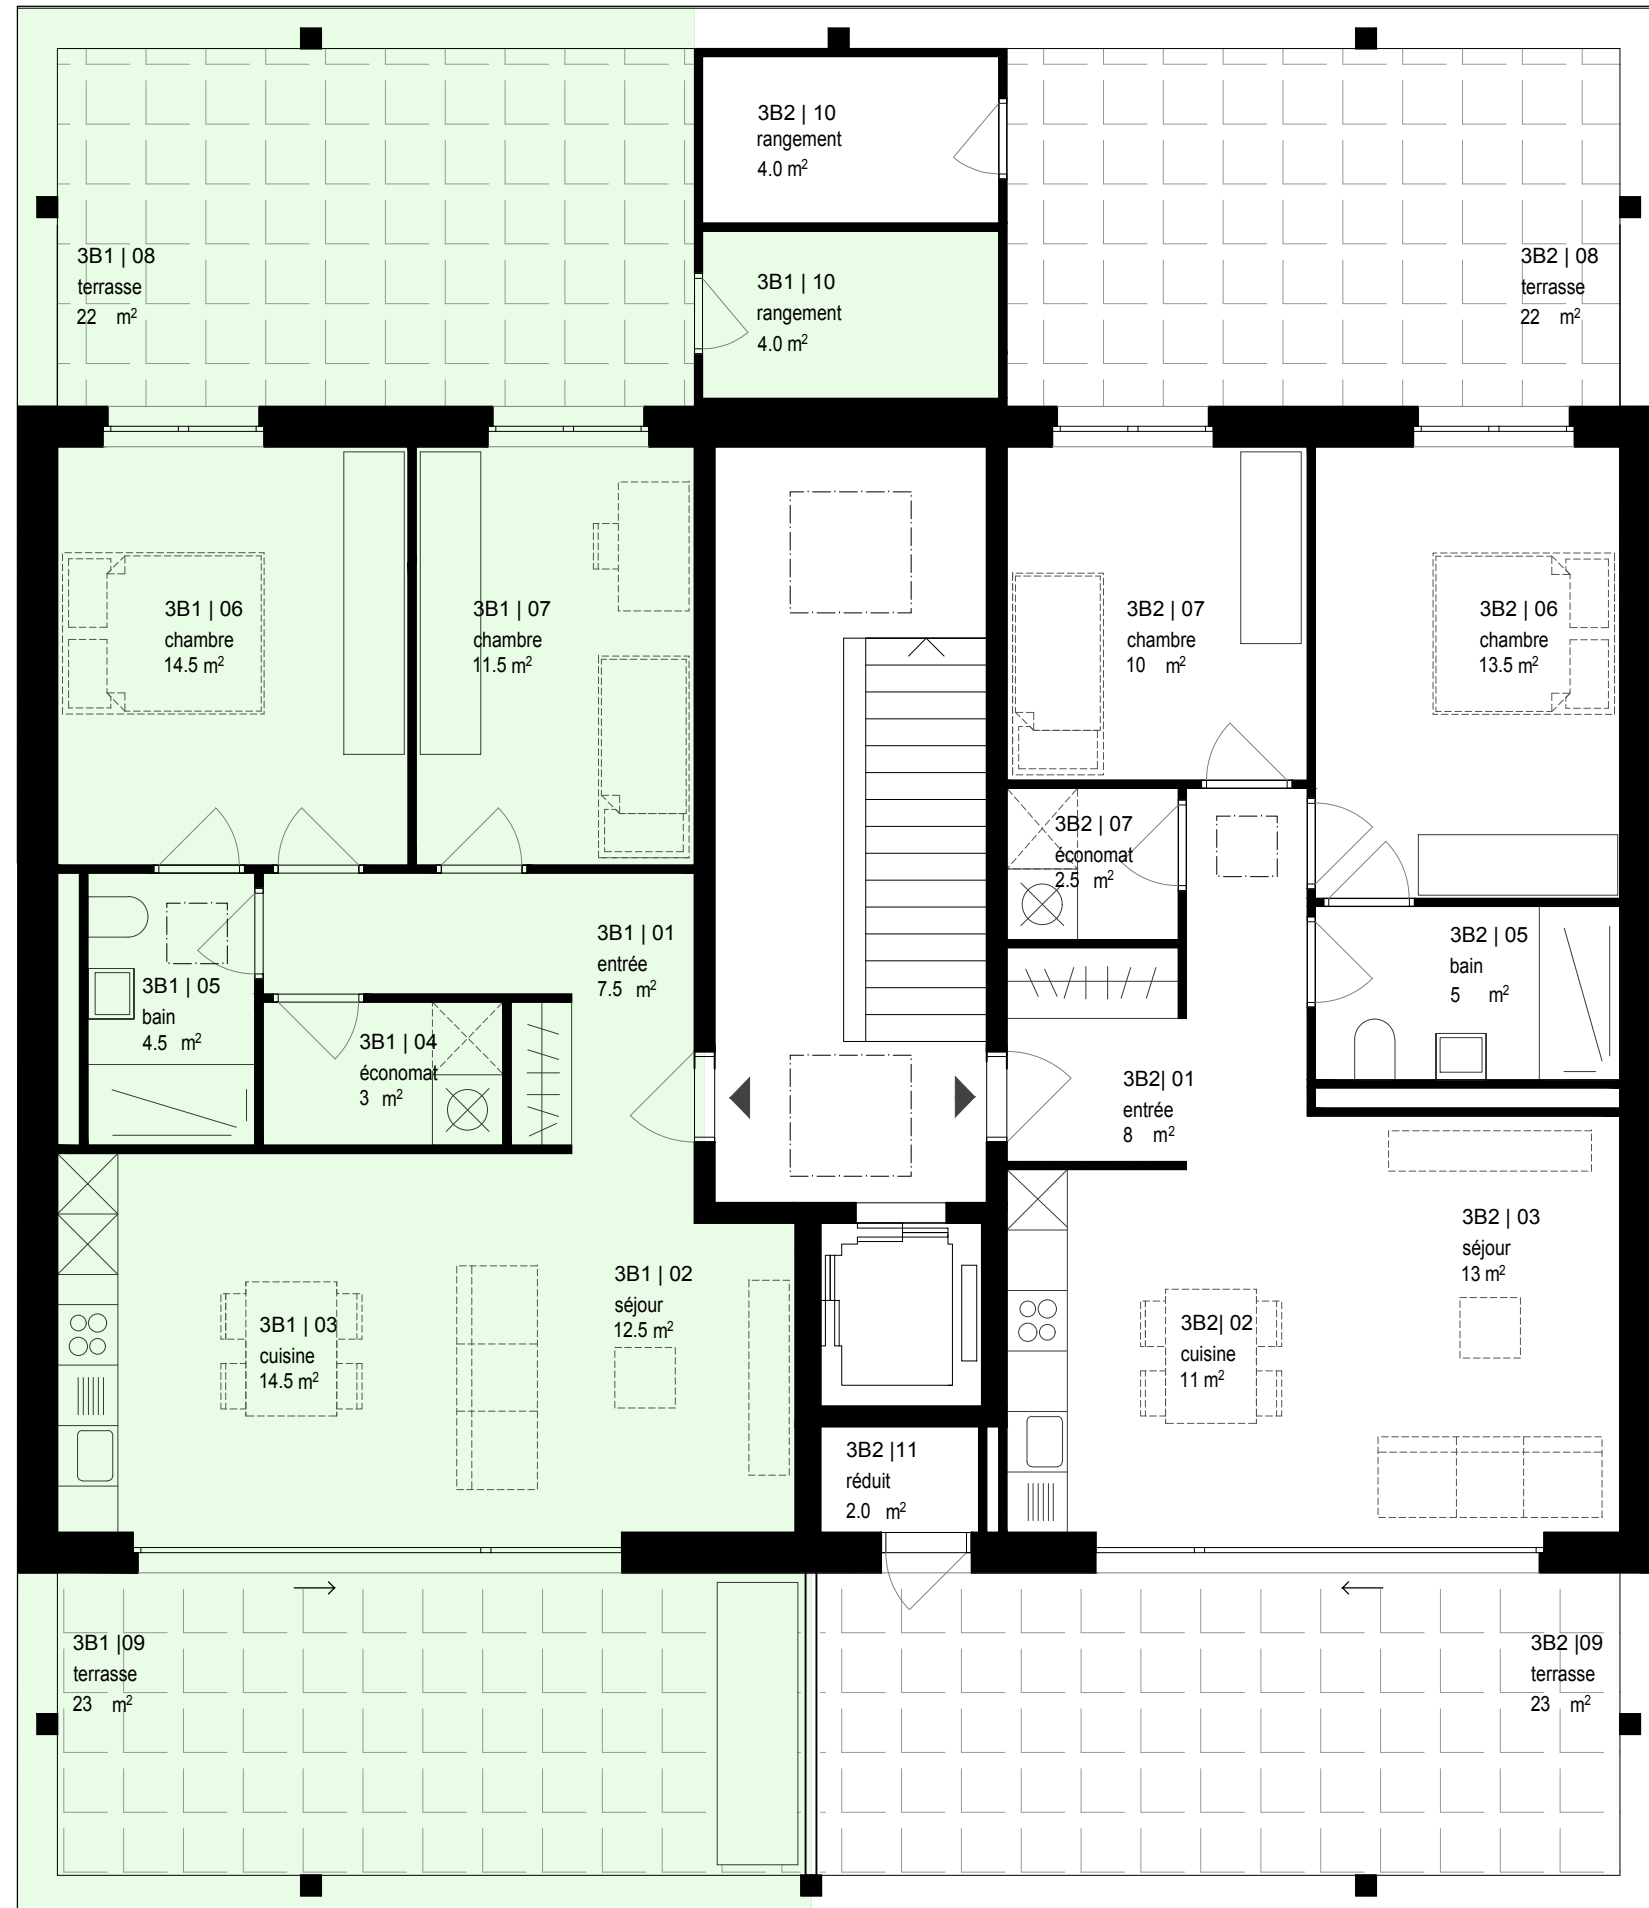 3B2 | 10
rangement
4.0 m²
3B1 | 08
terrasse
22 m²
3B1 | 10
rangement
4.0 m²
3B2 | 08
terrasse
22 m²
3B1 | 06
chambre
14.5 m²
3B1 | 07
chambre
11.5 m²
3B2 | 07
chambre
10 m²
3B2 | 06
chambre
13.5 m²
3B2 | 07
économat
2.5 m²
3B1 | 01
entrée
7.5 m²
3B2 | 05
bain
5 m²
3B1 | 05
bain
4.5 m²
3B1 | 04
économat
3 m²
3B2| 01
entrée
8 m²
3B2 | 03
séjour
13 m²
3B1 | 02
séjour
12.5 m²
3B1 | 03
cuisine
14.5 m²
3B2| 02
cuisine
11 m²
3B2 |11
réduit
2.0 m²
3B1 |09
terrasse
23 m²
3B2 |09
terrasse
23 m²